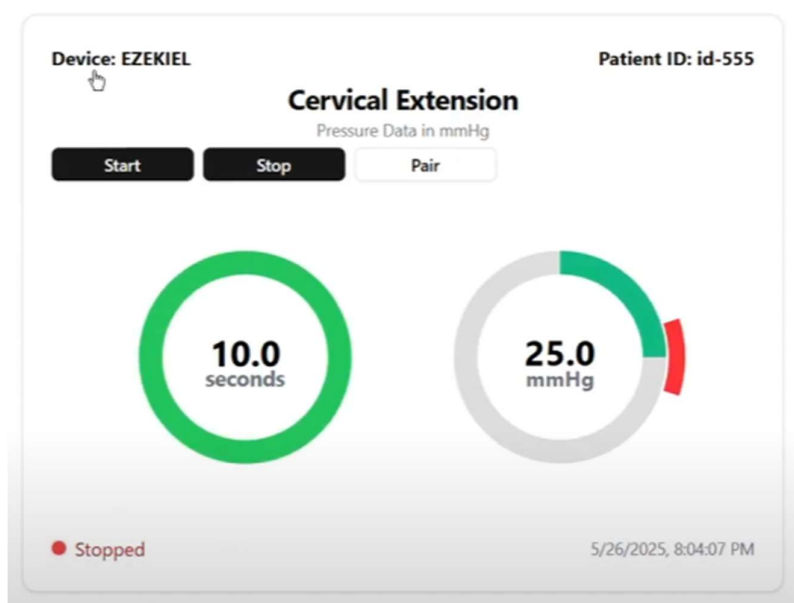 Device: EZEKIEL
Patient ID: id-555
Cervical Extension
Pressure Data in mmHg
Start
Stop
Pair
10.0
seconds
25.0
mmHg
Stopped
5/26/2025, 8:04:07 PM